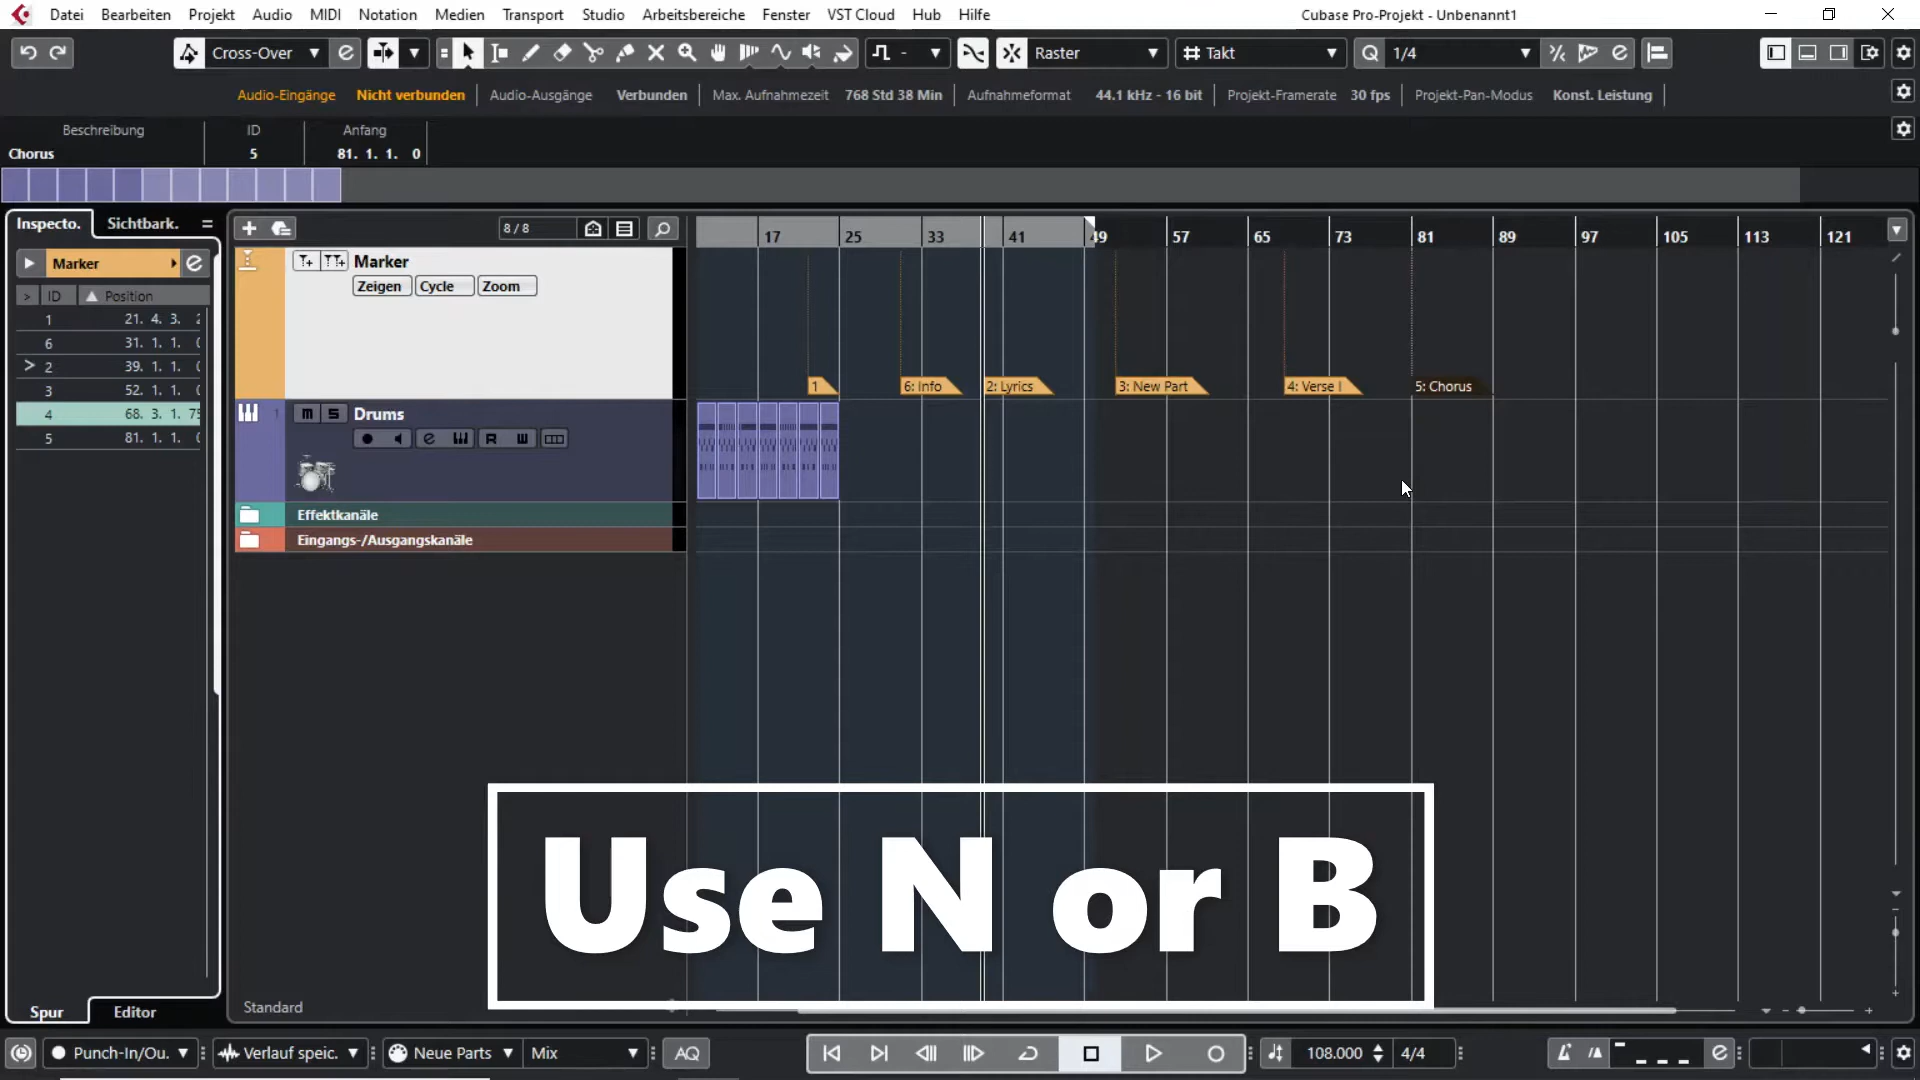 Datei Bearbeiten Projekt Audio MIDI Notation Medien Transport Studio Arbeitsbereiche Fenster VST Cloud Hub Hilfe Cubase Pro-Projekt - Unbenannt1
Cross-Over Raster Takt Q 1/4
Audio-Eingänge Nicht verbunden Audio-Ausgänge Verbunden Max. Aufnahmezeit 768 Std 38 Min Aufnahmeformat 44.1 kHz - 16 bit Projekt-Framerate 30 fps Projekt-Pan-Modus Konst. Leistung
Beschreibung ID Anfang
Chorus 5 81. 1. 1. 0
Inspecto. Sichtbark. 8 / 8 17 25 33 41 49 57 65 73 81 89 97 105 113 121
Marker
ID Position
1 21. 4. 3.
6 31. 1. 1.
2 39. 1. 1.
3 52. 1. 1.
4 68. 3. 1. 75
5 81. 1. 1.
Marker
Zeigen Cycle Zoom
1 6: Info 2: Lyrics 3: New Part 4: Verse I 5: Chorus
1 m S Drums
e R W
Effektkanäle
Eingangs-/Ausgangskanäle
Use N or B
Standard
Spur Editor
Punch-In/Ou. Verlauf speic. Neue Parts Mix AQ 108.000 4/4